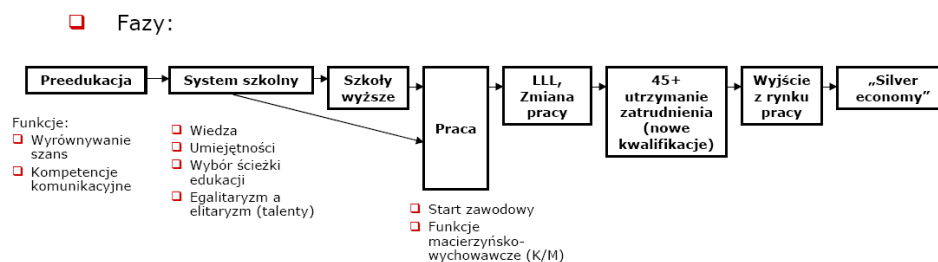 Fazy:
Preedukacja
System szkolny
Szkoły
wyższe
Praca
LLL,
Zmiana
pracy
45+
utrzymanie
zatrudnienia
(nowe
kwalifikacje)
Wyjście
z rynku
pracy
„Silver
economy”
Funkcje:
Wyrównywanie
szans
Kompetencje
komunikacyjne
Wiedza
Umiejętności
Wybór ścieżki
edukacji
Egalitaryzm a
elitaryzm (talenty)
Start zawodowy
Funkcje
macierzyńsko-
wychowawcze (K/M)